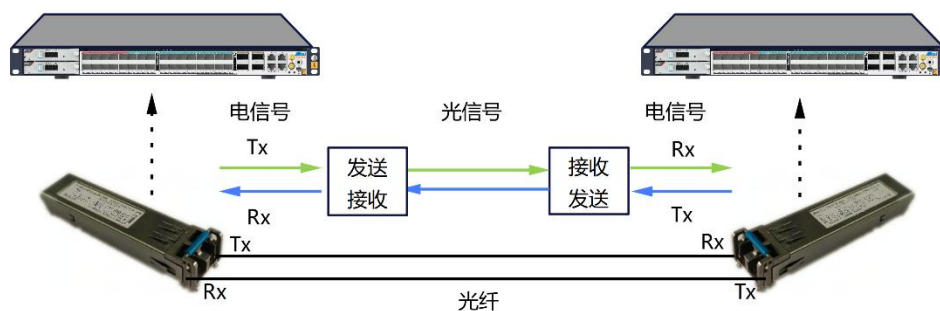 电信号 光信号 电信号
Tx Rx
发送 接收
接收 发送
Rx Tx
Tx Rx
Rx Tx
光纤